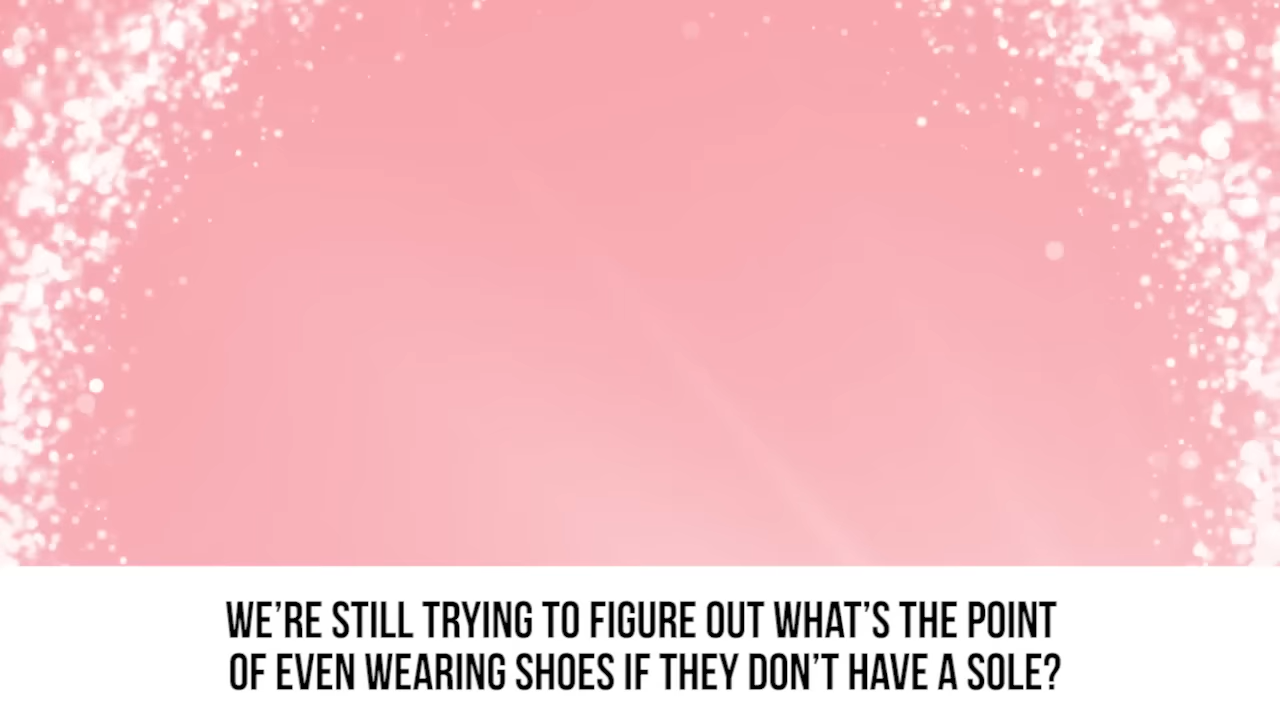 WE’RE STILL TRYING TO FIGURE OUT WHAT’S THE POINT
OF EVEN WEARING SHOES IF THEY DON’T HAVE A SOLE?